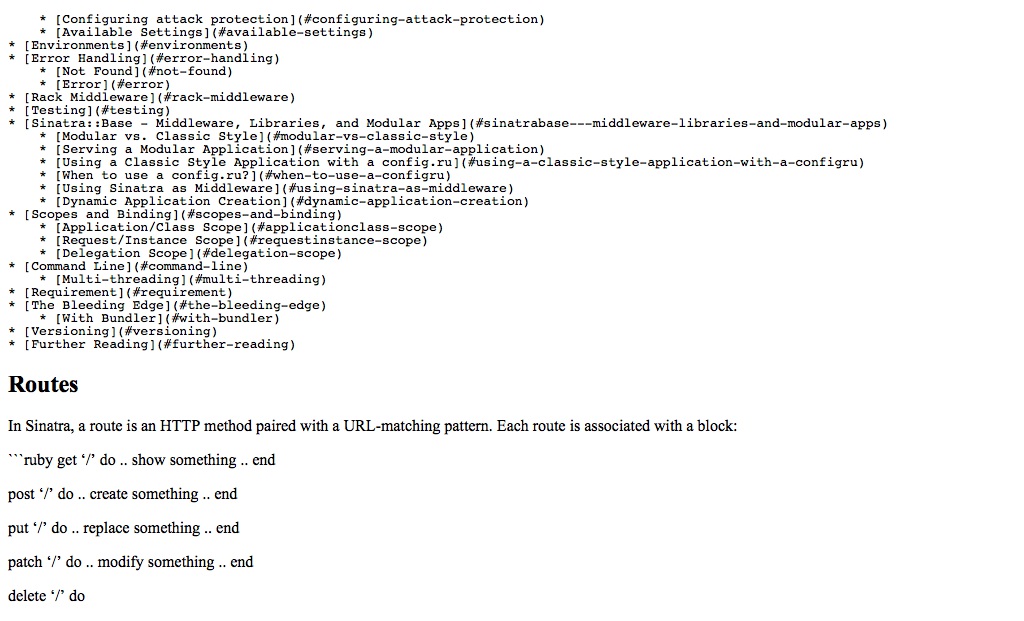 * [Configuring attack protection](#configuring-attack-protection)
    * [Available Settings](#available-settings)
* [Environments](#environments)
* [Error Handling](#error-handling)
    * [Not Found](#not-found)
    * [Error](#error)
* [Rack Middleware](#rack-middleware)
* [Testing](#testing)
* [Sinatra::Base - Middleware, Libraries, and Modular Apps](#sinatrabase---middleware-libraries-and-modular-apps)
    * [Modular vs. Classic Style](#modular-vs-classic-style)
    * [Serving a Modular Application](#serving-a-modular-application)
    * [Using a Classic Style Application with a config.ru](#using-a-classic-style-application-with-a-configru)
    * [When to use a config.ru?](#when-to-use-a-configru)
    * [Using Sinatra as Middleware](#using-sinatra-as-middleware)
    * [Dynamic Application Creation](#dynamic-application-creation)
* [Scopes and Binding](#scopes-and-binding)
    * [Application/Class Scope](#applicationclass-scope)
    * [Request/Instance Scope](#requestinstance-scope)
    * [Delegation Scope](#delegation-scope)
* [Command Line](#command-line)
    * [Multi-threading](#multi-threading)
* [Requirement](#requirement)
* [The Bleeding Edge](#the-bleeding-edge)
    * [With Bundler](#with-bundler)
* [Versioning](#versioning)
* [Further Reading](#further-reading)
Routes
In Sinatra, a route is an HTTP method paired with a URL-matching pattern. Each route is associated with a block:
```ruby get ‘/’ do .. show something .. end
post ‘/’ do .. create something .. end
put ‘/’ do .. replace something .. end
patch ‘/’ do .. modify something .. end
delete ‘/’ do